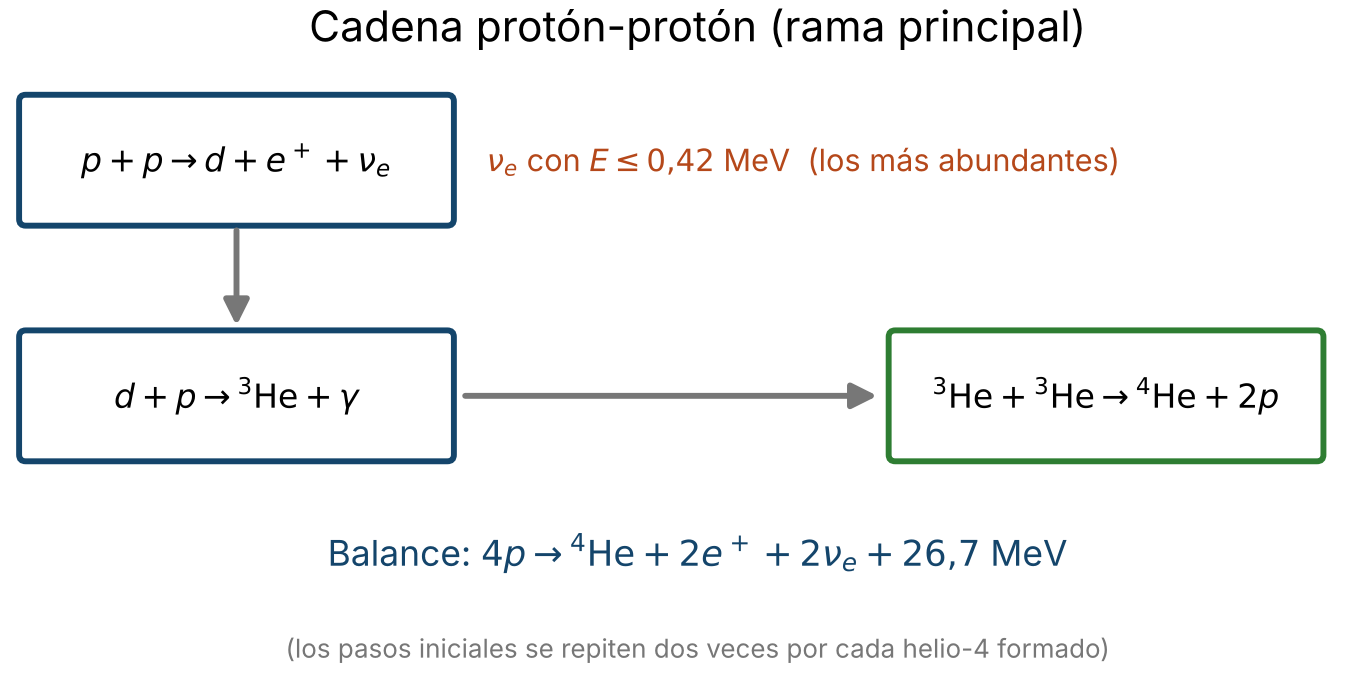 Cadena protón-protón (rama principal)
p + p → d + e⁺ + νₑ
νₑ con E ≤ 0,42 MeV (los más abundantes)
d + p → ³He + γ
³He + ³He → ⁴He + 2p
Balance: 4p → ⁴He + 2e⁺ + 2νₑ + 26,7 MeV
(los pasos iniciales se repiten dos veces por cada helio-4 formado)